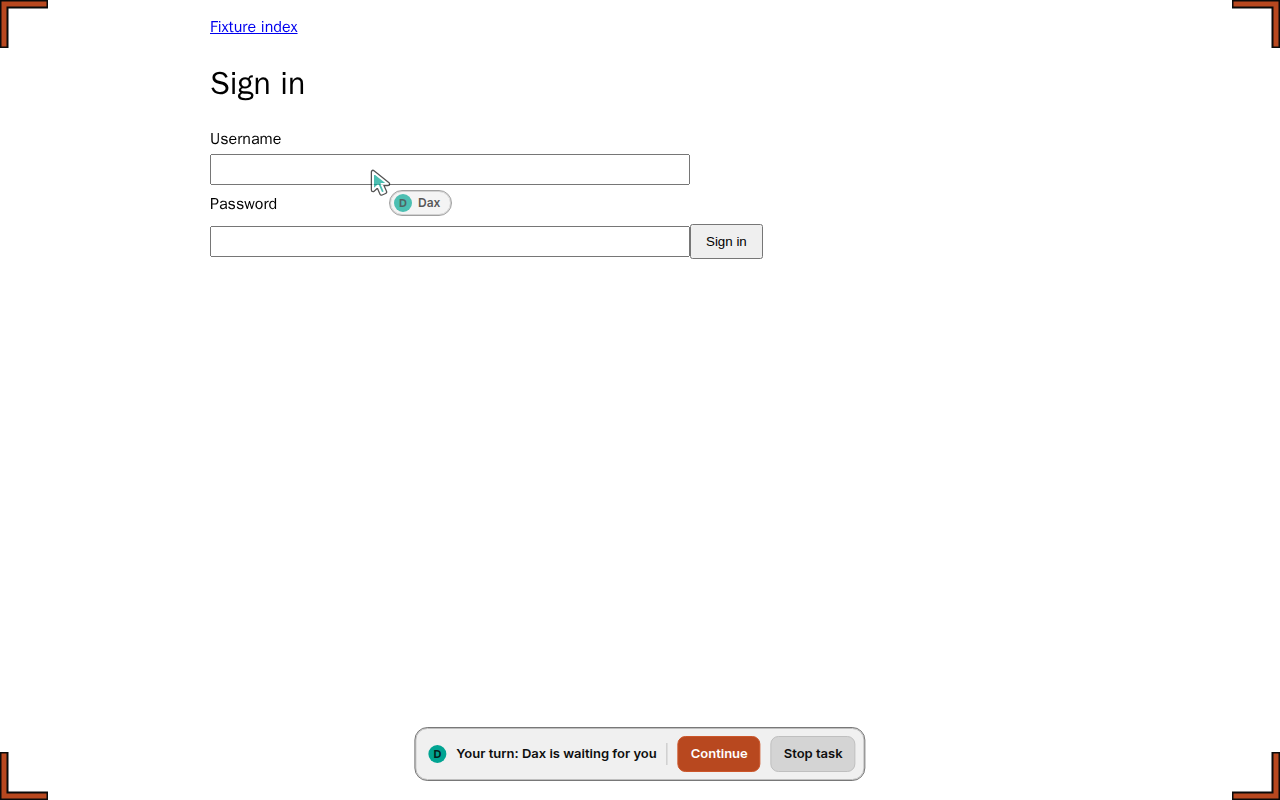 Fixture index
Sign in
Username
Password
D Dax
Sign in
D Your turn: Dax is waiting for you Continue Stop task